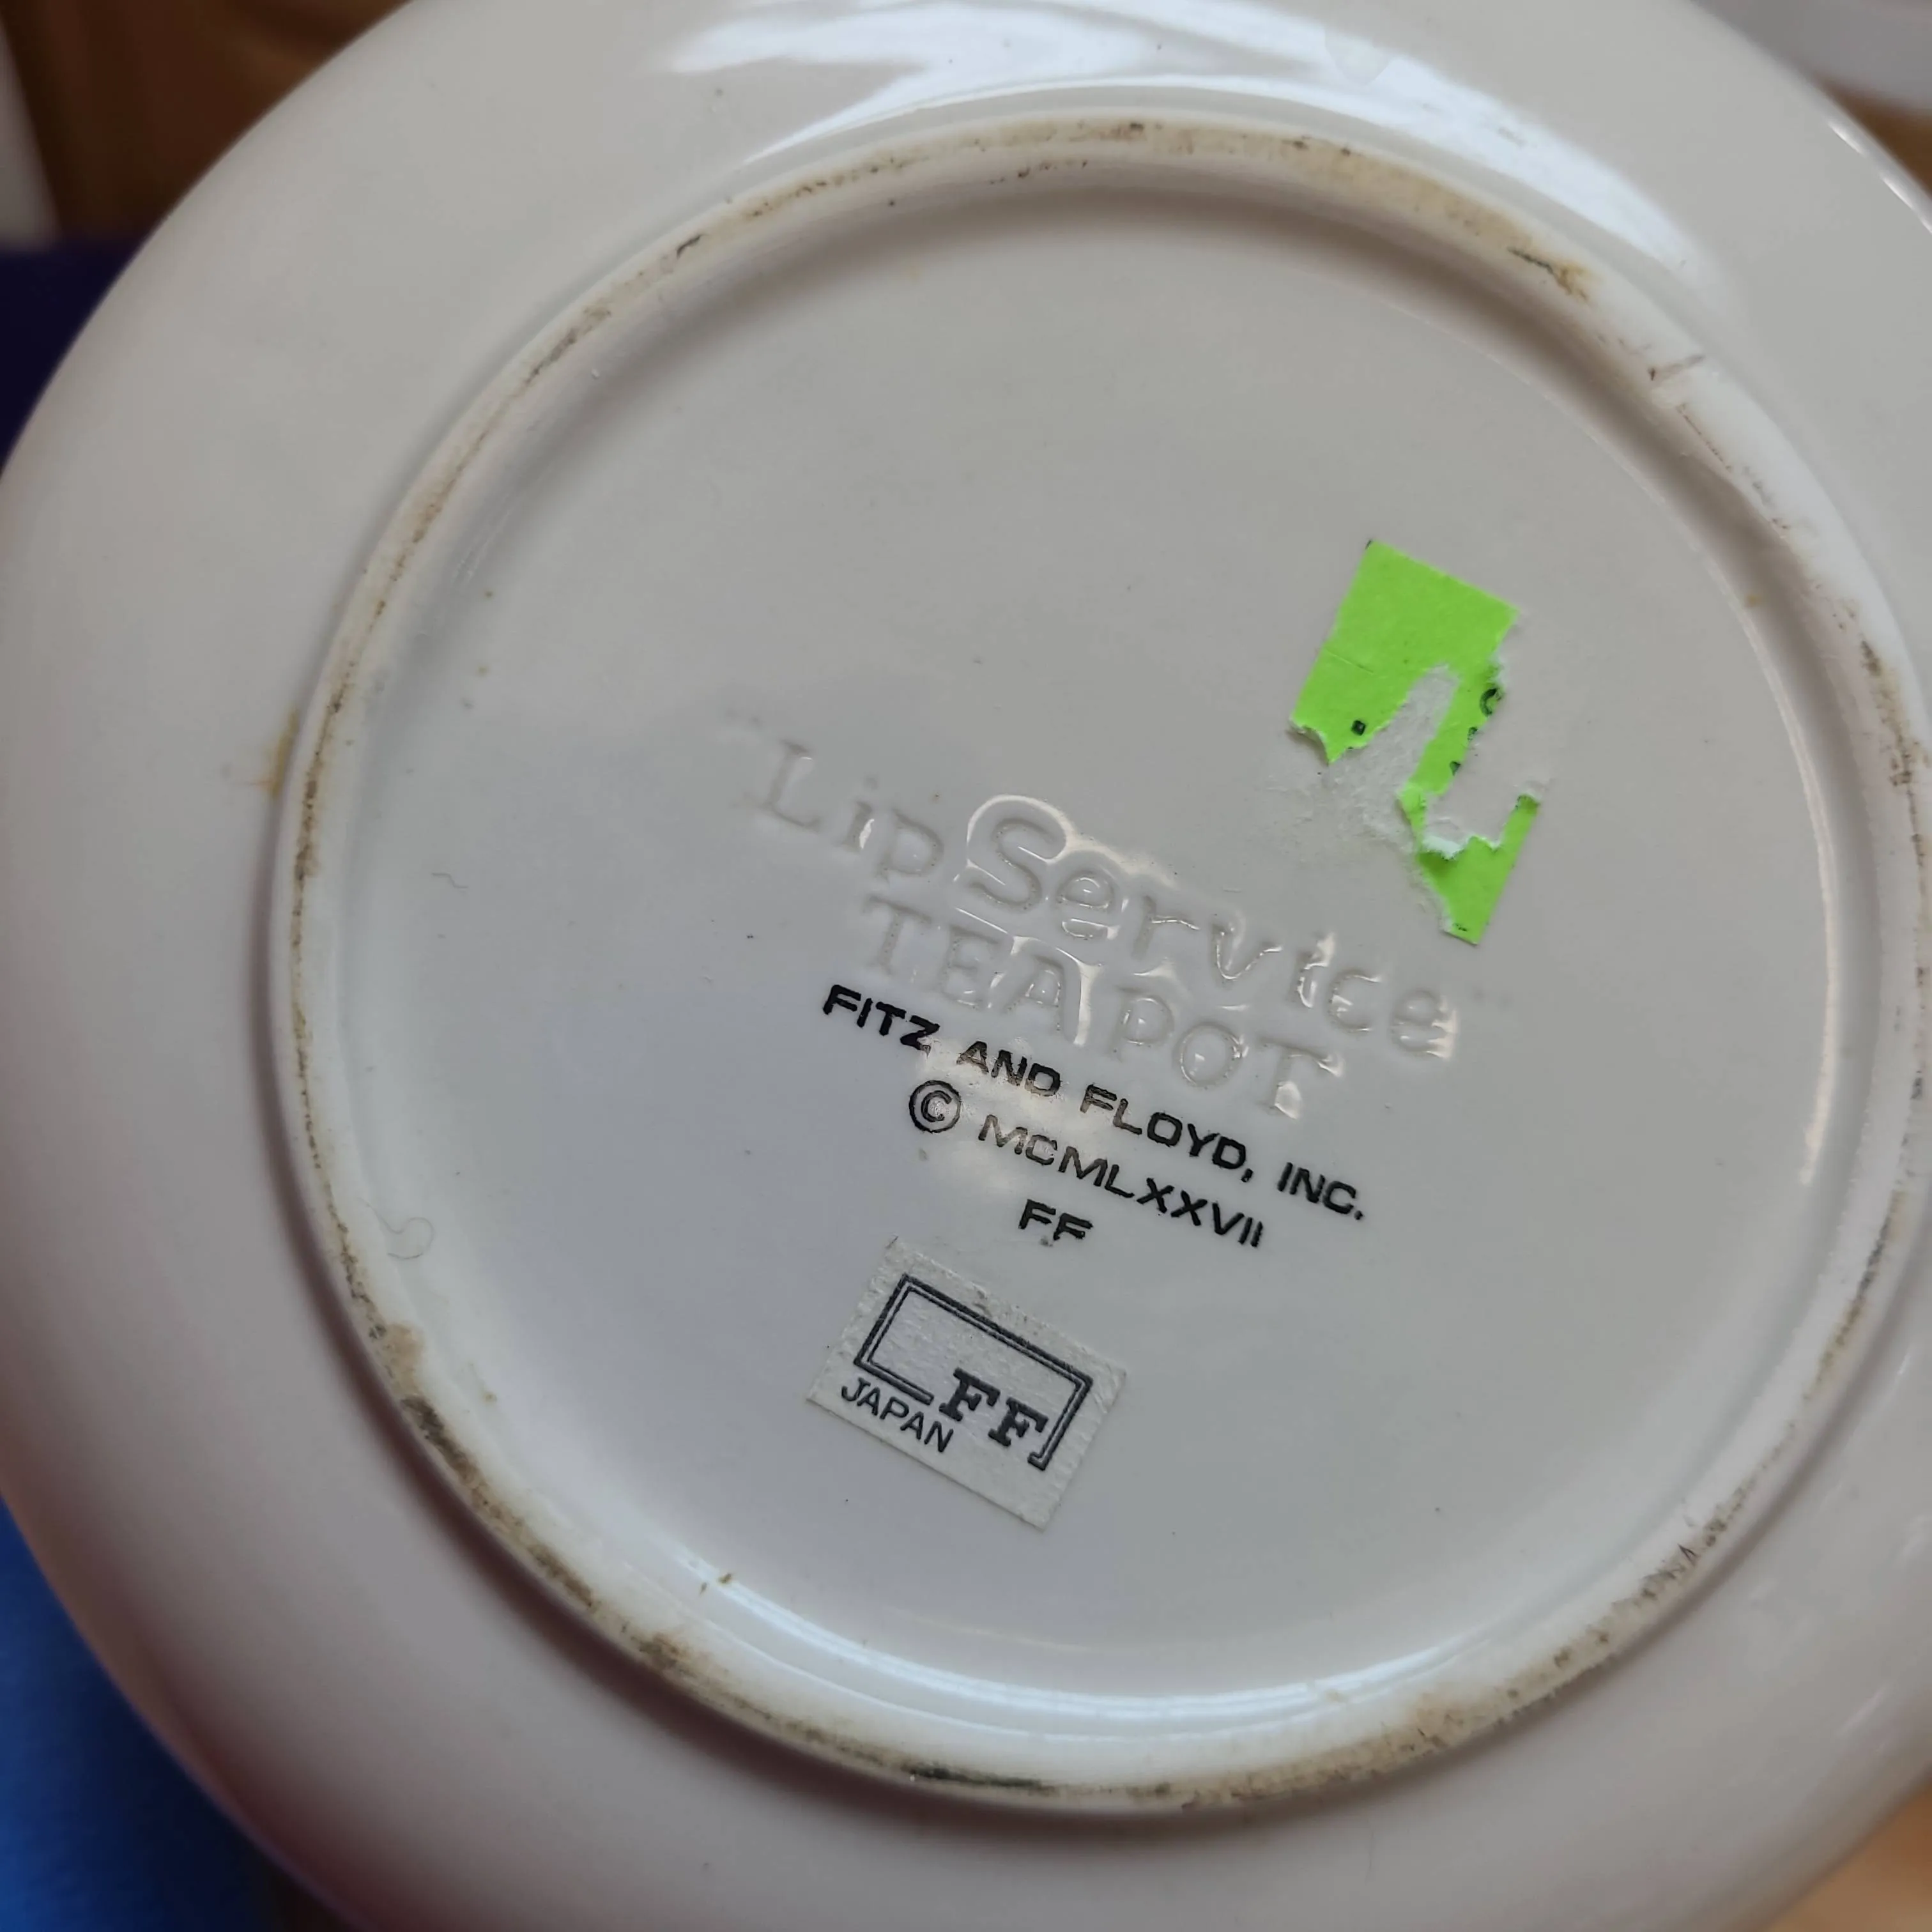 "Lip Service"
TEAPOT
FITZ AND FLOYD, INC.
© MCMLXXVII
FF
FF
JAPAN